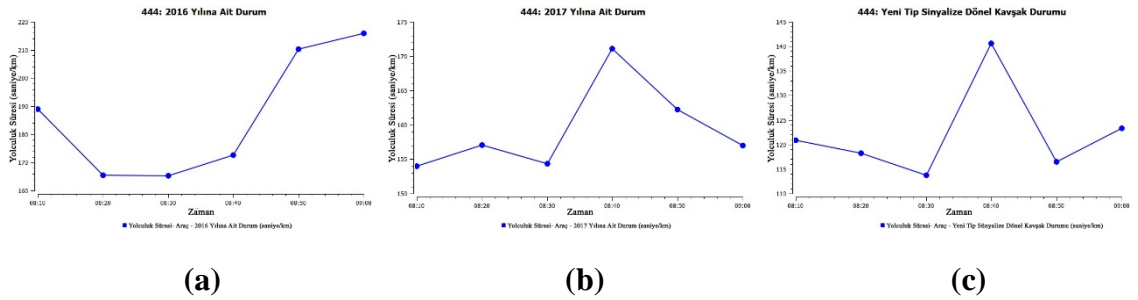 444: 2016 Yılına Ait Durum
Yolculuk Süresi (saniye/km)
220
210
200
190
180
170
160
08:10 08:20 08:30 08:40 08:50 09:00
Zaman
Yolculuk Süresi- Araç - 2016 Yılına Ait Durum (saniye/km)
(a)
444: 2017 Yılına Ait Durum
Yolculuk Süresi (saniye/km)
175
170
165
155
150
08:10 08:20 08:30 08:40 08:50 09:00
Zaman
Yolculuk Süresi- Araç - 2017 Yılına Ait Durum (saniye/km)
(b)
444: Yeni Tip Sinyalize Dönel Kavşak Durumu
Yolculuk Süresi (saniye/km)
145
140
135
130
125
120
115
110
08:10 08:20 08:30 08:40 08:50 09:00
Zaman
Yolculuk Süresi- Araç - Yeni Tip Sinyalize Dönel Kavşak Durumu (saniye/km)
(c)